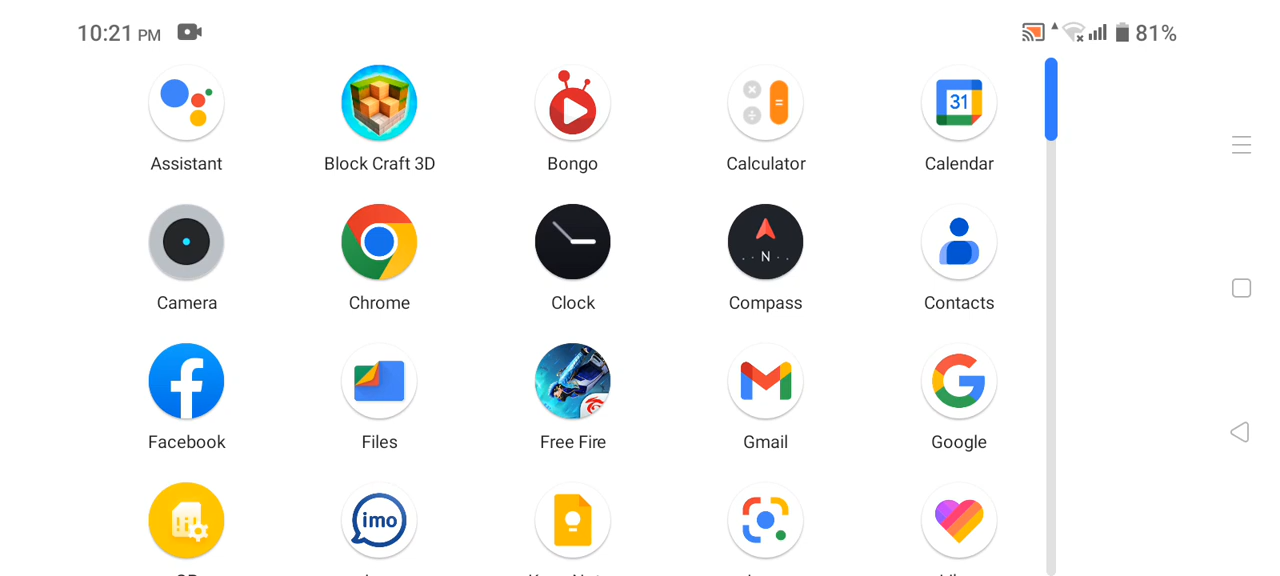 10:21 PM
81%
31
=
Assistant
Block Craft 3D
Bongo
Calculator
Calendar
N
Camera
Chrome
Clock
Compass
Contacts
Facebook
Files
Free Fire
Gmail
Google
imo